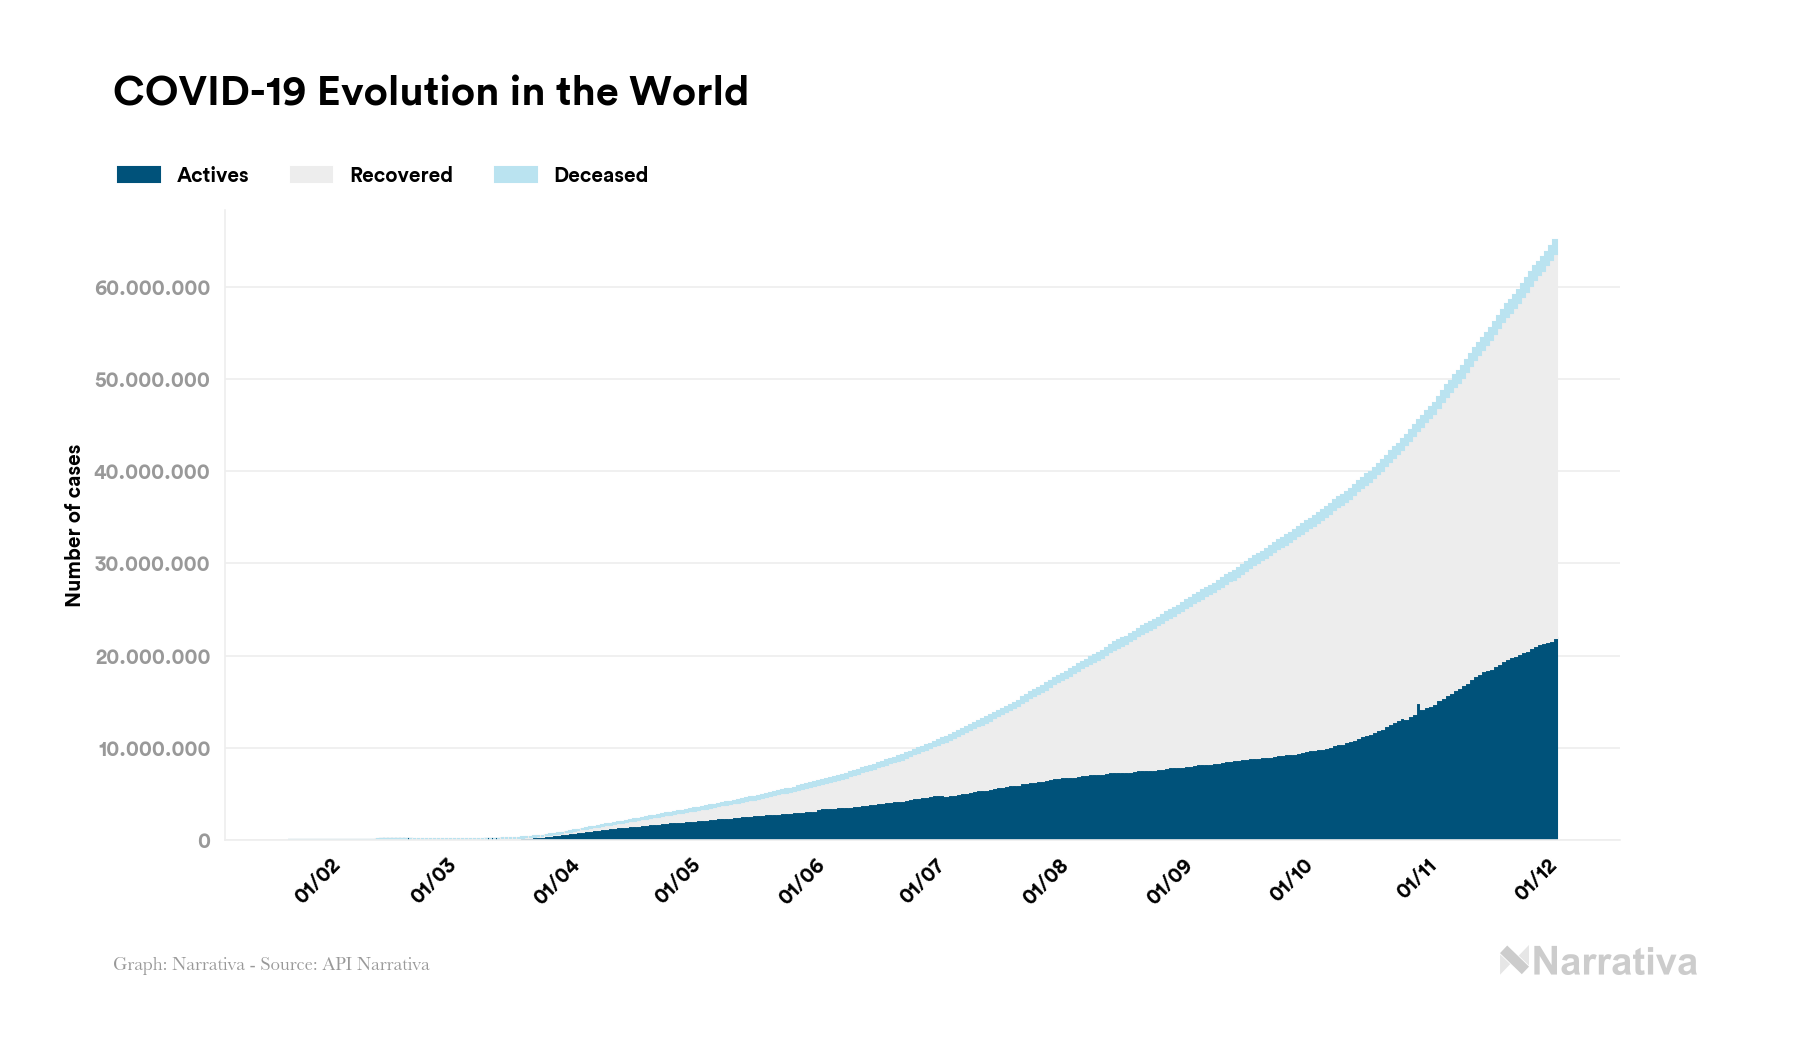 COVID-19 Evolution in the World
Actives Recovered Deceased
Number of cases
60.000.000
50.000.000
40.000.000
30.000.000
20.000.000
10.000.000
0
01/02 01/03 01/04 01/05 01/06 01/07 01/08 01/09 01/10 01/11 01/12
Graph: Narrativa - Source: API Narrativa
Narrativa